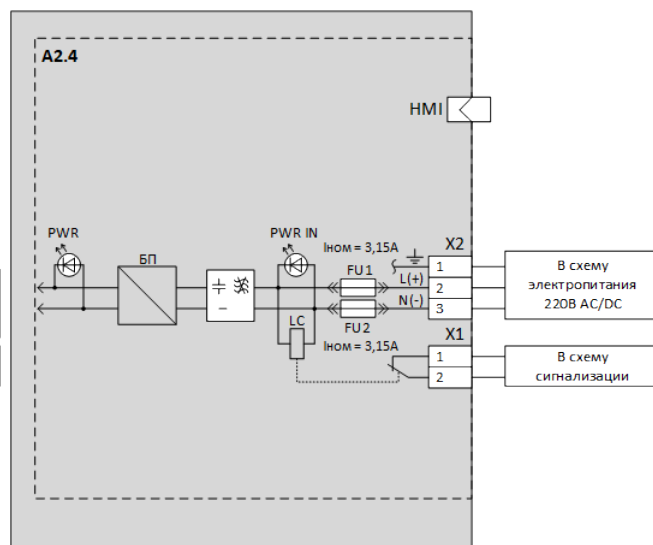 A2.4
HMI
PWR
БП
PWR IN
Iном = 3,15А
FU1
L(+)
N(-)
FU2
Iном = 3,15А
LC
X2
1
2
3
В схему
электропитания
220В AC/DC
X1
1
2
В схему
сигнализации